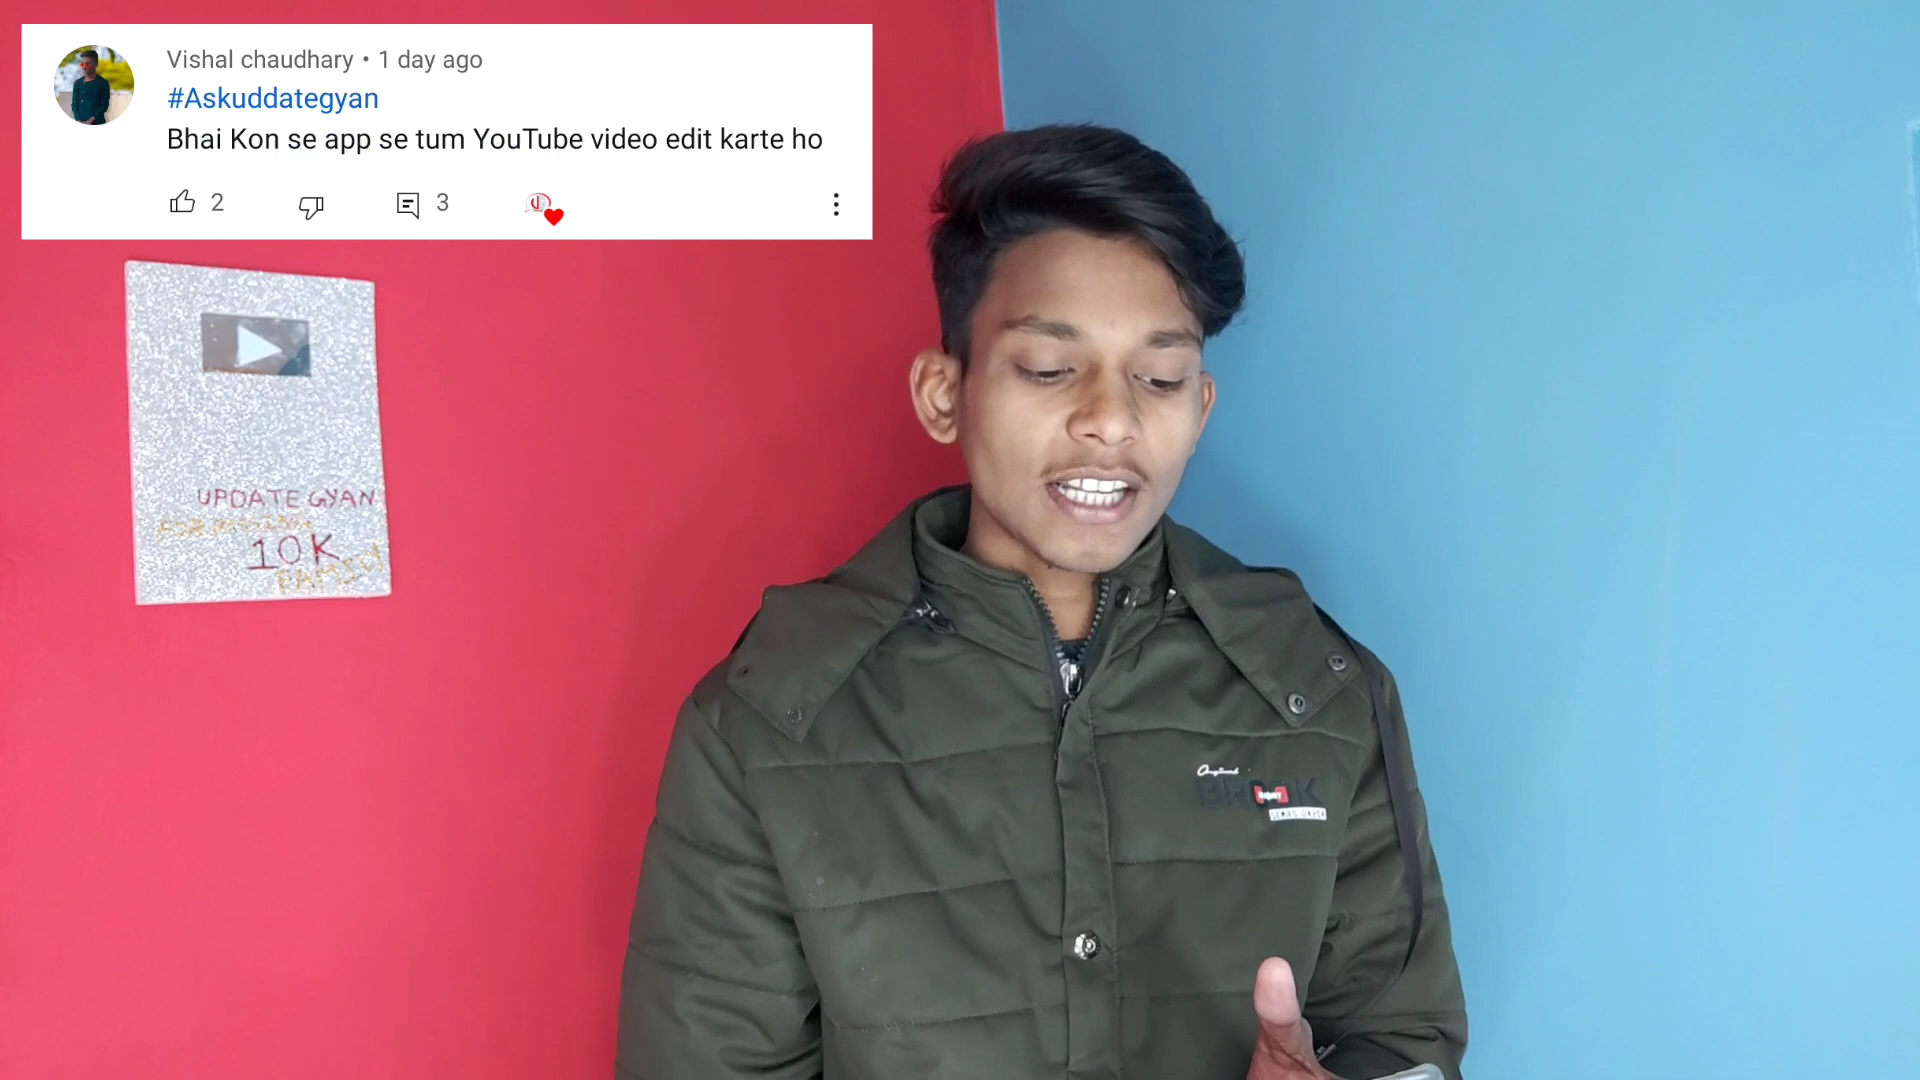 Vishal chaudhary • 1 day ago
#Askuddategyan
Bhai Kon se app se tum YouTube video edit karte ho
2
3
UPDATE GYAN
10K
Original